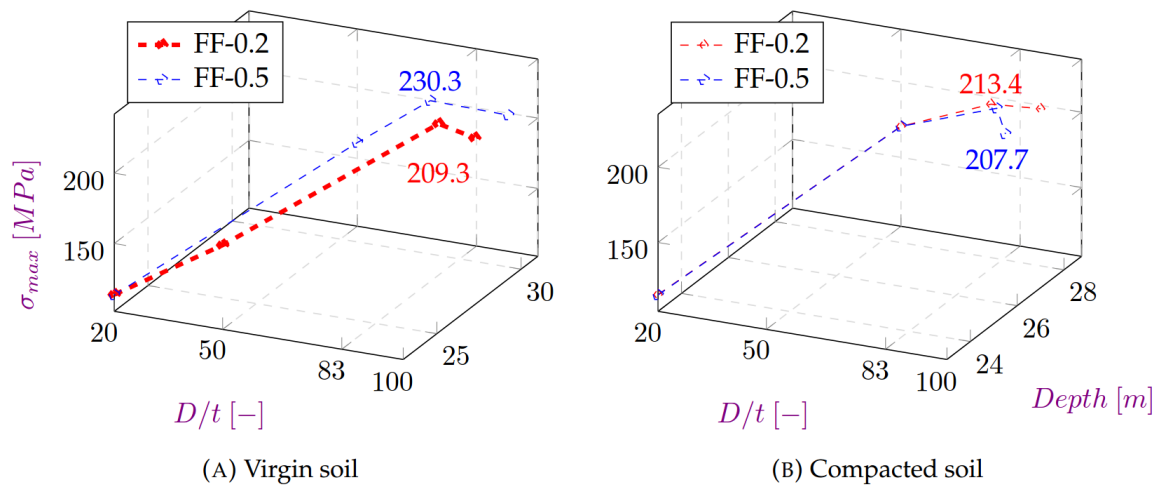 FF-0.2
FF-0.5
230.3
209.3
200
150
σmax [MPa]
20
50
83
100
25
30
D/t [−]
(A) Virgin soil
FF-0.2
FF-0.5
213.4
207.7
200
150
20
50
83
100
24
26
28
D/t [−]
Depth [m]
(B) Compacted soil